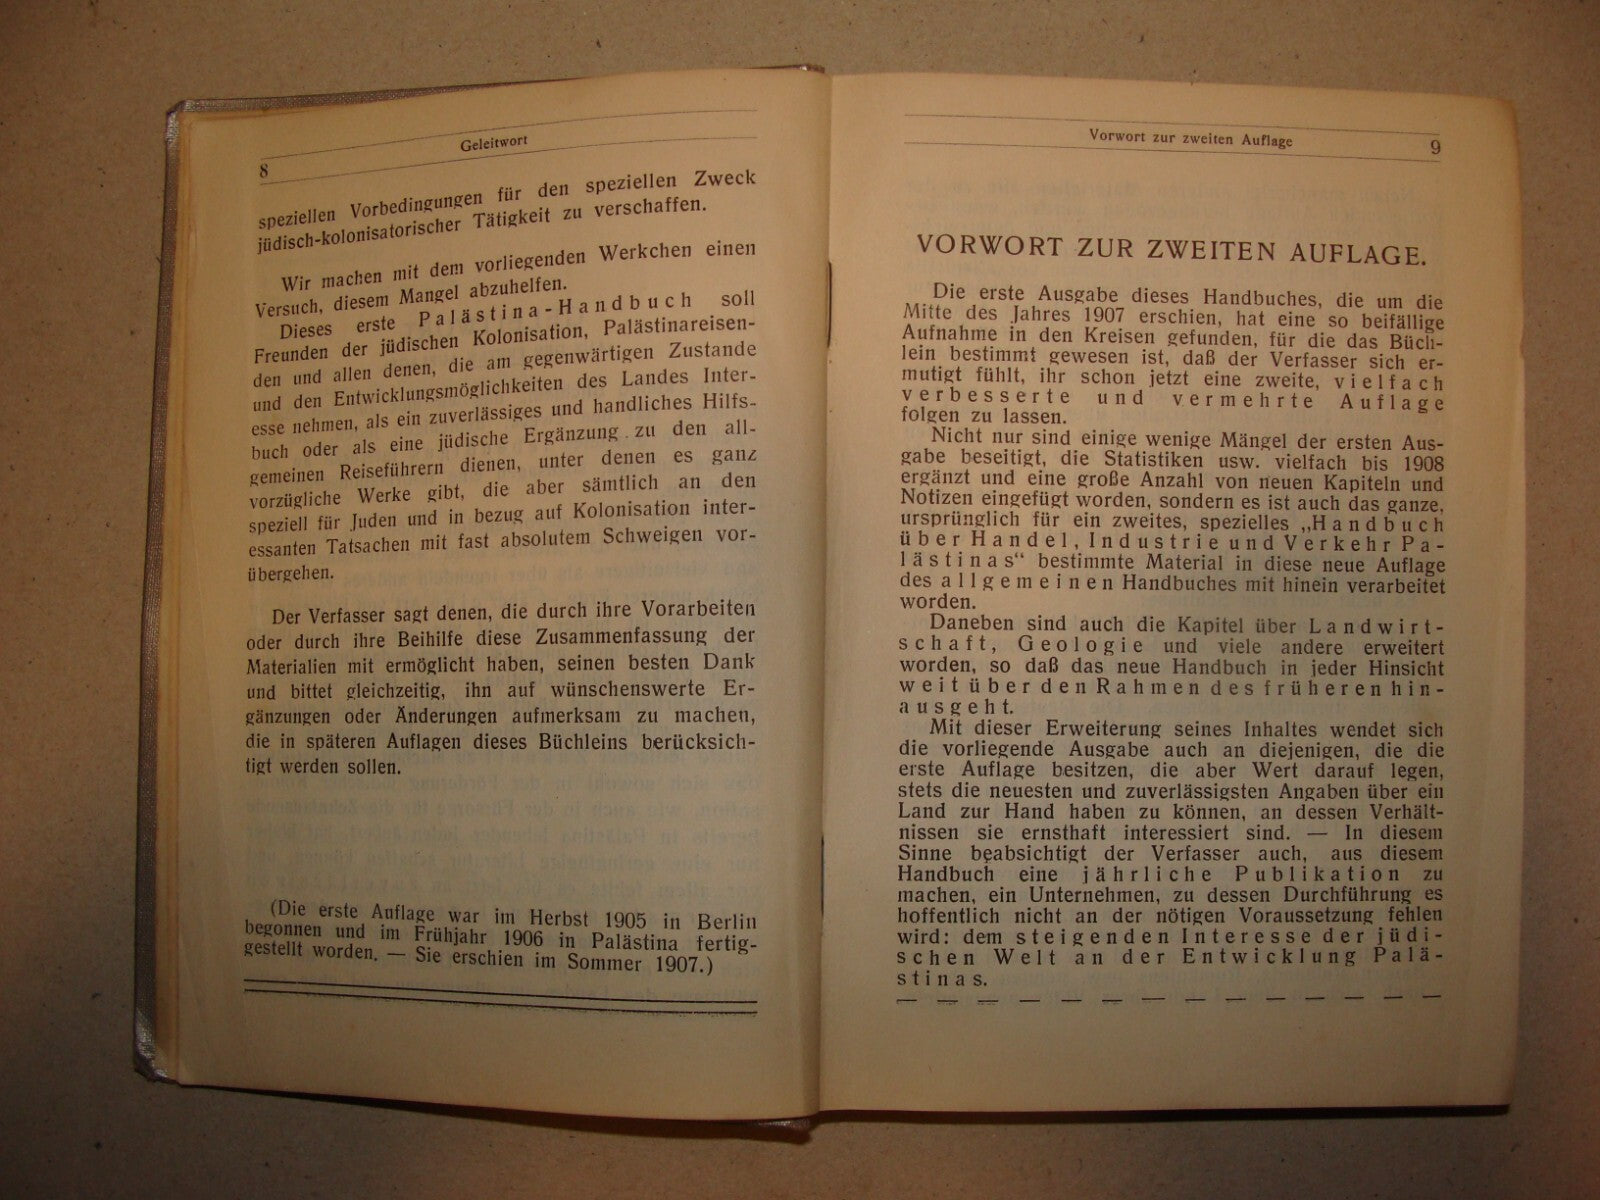 8
Geleitwort
speziellen Vorbedingungen für den speziellen Zweck
jüdisch-kolonisatorischer Tätigkeit zu verschaffen.
Wir machen mit dem vorliegenden Werkchen einen
Versuch, diesem Mangel abzuhelfen.
Dieses erste Palästina-Handbuch soll
Freunden der jüdischen Kolonisation, Palästinareisen-
den und allen denen, die am gegenwärtigen Zustande
und den Entwicklungsmöglichkeiten des Landes Inter-
esse nehmen, als ein zuverlässiges und handliches Hilfs-
buch oder als eine jüdische Ergänzung zu den all-
gemeinen Reiseführern dienen, unter denen es ganz
vorzügliche Werke gibt, die aber sämtlich an den
speziell für Juden und in bezug auf Kolonisation inter-
essanten Tatsachen mit fast absolutem Schweigen vor-
übergehen.
Der Verfasser sagt denen, die durch ihre Vorarbeiten
oder durch ihre Beihilfe diese Zusammenfassung der
Materialien mit ermöglicht haben, seinen besten Dank
und bittet gleichzeitig, ihn auf wünschenswerte Er-
gänzungen oder Änderungen aufmerksam zu machen,
die in späteren Auflagen dieses Büchleins berücksich-
tigt werden sollen.
(Die erste Auflage war im Herbst 1905 in Berlin
begonnen und im Frühjahr 1906 in Palästina fertig-
gestellt worden. — Sie erschien im Sommer 1907.)
Vorwort zur zweiten Auflage
9
VORWORT ZUR ZWEITEN AUFLAGE.
Die erste Ausgabe dieses Handbuches, die um die
Mitte des Jahres 1907 erschien, hat eine so beifällige
Aufnahme in den Kreisen gefunden, für die das Büch-
lein bestimmt gewesen ist, daß der Verfasser sich er-
mutigt fühlt, ihr schon jetzt eine zweite, vielfach
verbesserte und vermehrte Auflage
folgen zu lassen.
Nicht nur sind einige wenige Mängel der ersten Aus-
gabe beseitigt, die Statistiken usw. vielfach bis 1908
ergänzt und eine große Anzahl von neuen Kapiteln und
Notizen eingefügt worden, sondern es ist auch das ganze,
ursprünglich für ein zweites, spezielles „Handbuch
über Handel, Industrie und Verkehr Pa-
lästinas“ bestimmte Material in diese neue Auflage
des allgemeinen Handbuches mit hinein verarbeitet
worden.
Daneben sind auch die Kapitel über Landwirt-
schaft, Geologie und viele andere erweitert
worden, so daß das neue Handbuch in jeder Hinsicht
weit über den Rahmen des früheren hin-
ausgeht.
Mit dieser Erweiterung seines Inhaltes wendet sich
die vorliegende Ausgabe auch an diejenigen, die die
erste Auflage besitzen, die aber Wert darauf legen,
stets die neuesten und zuverlässigsten Angaben über ein
Land zur Hand haben zu können, an dessen Verhält-
nissen sie ernsthaft interessiert sind. — In diesem
Sinne beabsichtigt der Verfasser auch, aus diesem
Handbuch eine jährliche Publikation zu
machen, ein Unternehmen, zu dessen Durchführung es
hoffentlich nicht an der nötigen Voraussetzung fehlen
wird: dem steigenden Interesse der jüdi-
schen Welt an der Entwicklung Palä-
stinas.